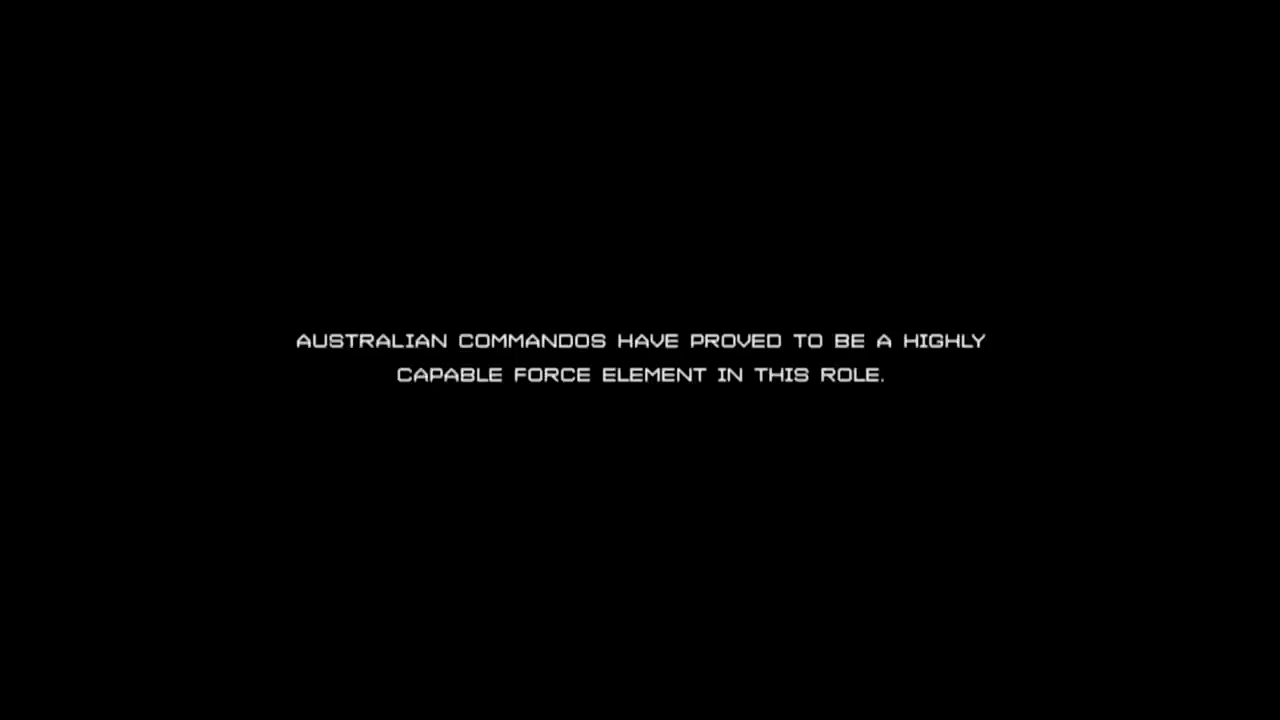 AUSTRALIAN COMMANDOS HAVE PROVED TO BE A HIGHLY
CAPABLE FORCE ELEMENT IN THIS ROLE.